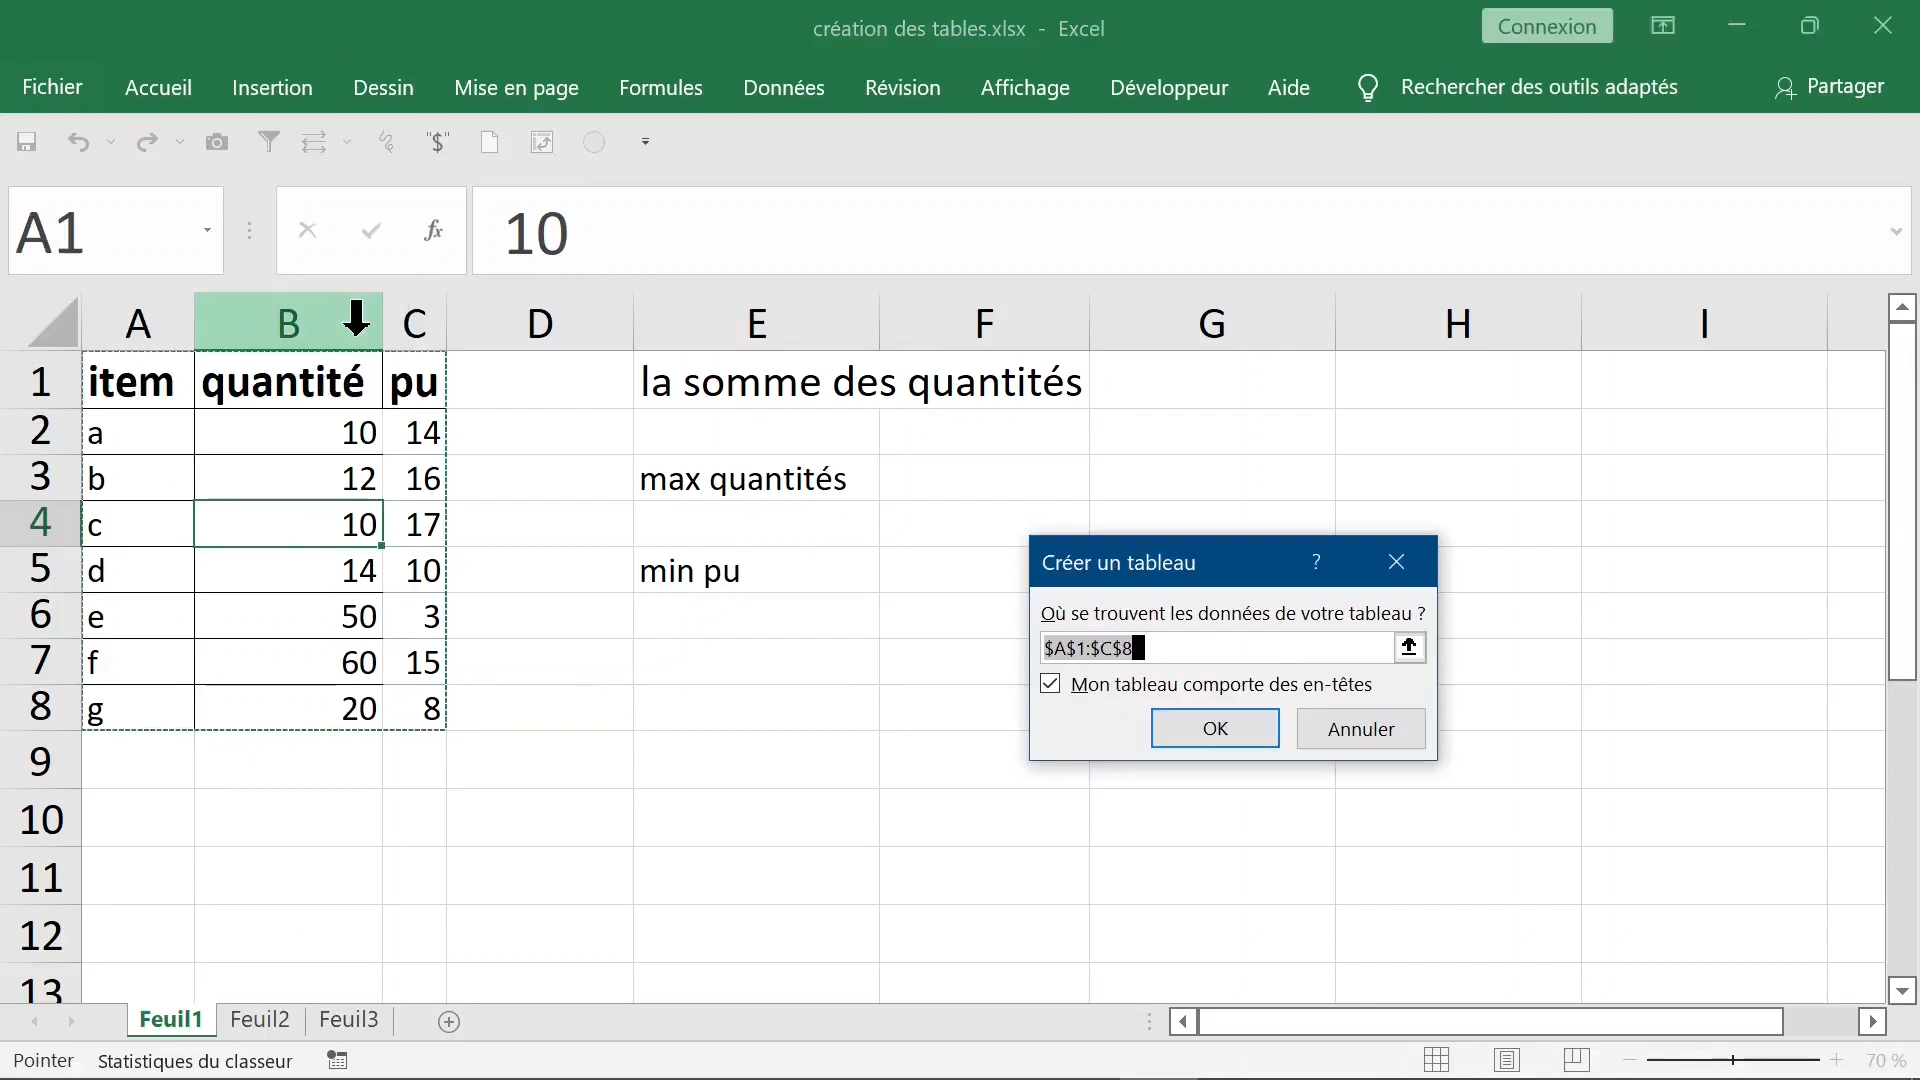 création des tables.xlsx - Excel
Connexion
Fichier Accueil Insertion Dessin Mise en page Formules Données Révision Affichage Développeur Aide Rechercher des outils adaptés Partager
"$"
A1 fx 10
A B C D E F G H I
1 item quantité pu la somme des quantités
2 a 10 14
3 b 12 16 max quantités
4 c 10 17
5 d 14 10 min pu
6 e 50 3
7 f 60 15
8 g 20 8
9
10
11
12
13
Créer un tableau ?
Où se trouvent les données de votre tableau ?
$A$1:$C$8
Mon tableau comporte des en-têtes
OK Annuler
Feuil1 Feuil2 Feuil3
Pointer Statistiques du classeur 70 %